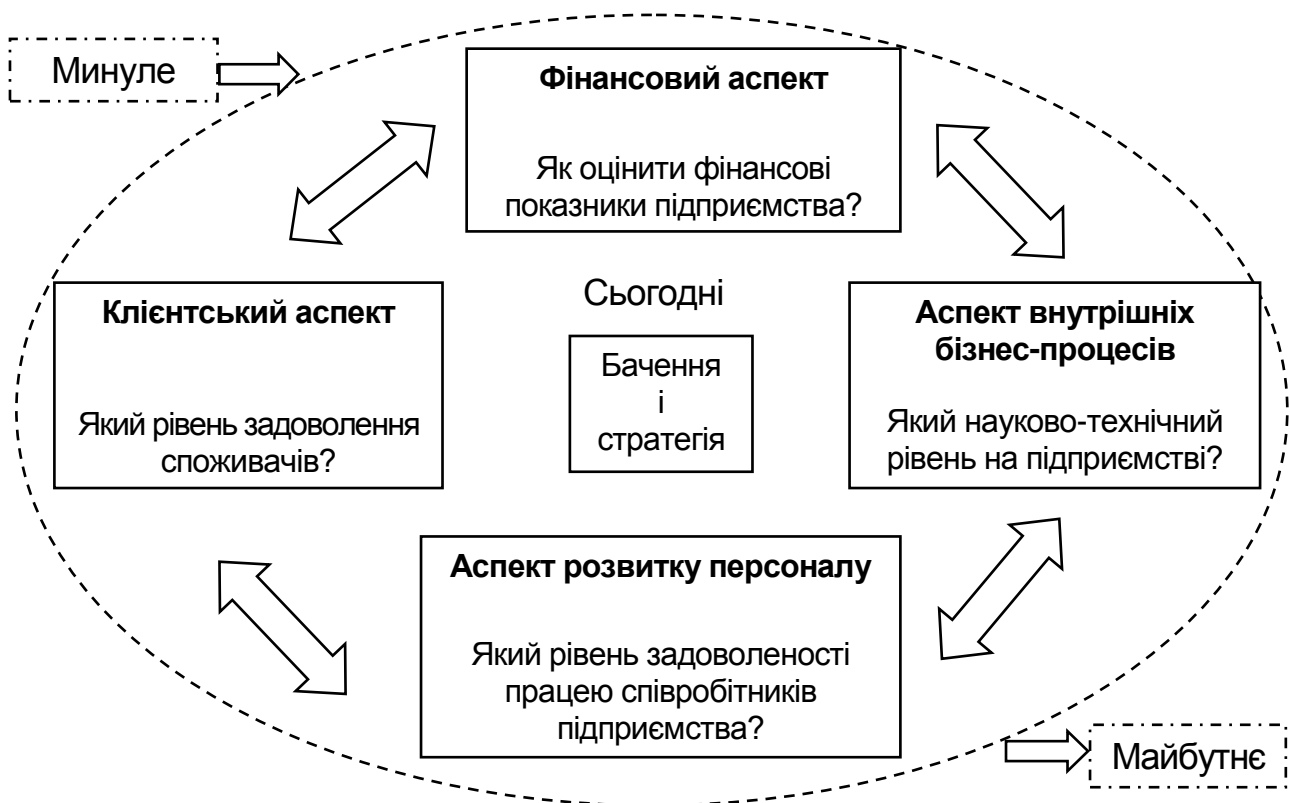 Минуле
Фінансовий аспект
Як оцінити фінансові
показники підприємства?
Клієнтський аспект
Який рівень задоволення
споживачів?
Сьогодні
Бачення
і
стратегія
Аспект внутрішніх
бізнес-процесів
Який науково-технічний
рівень на підприємстві?
Аспект розвитку персоналу
Який рівень задоволеності
працею співробітників
підприємства?
Майбутнє